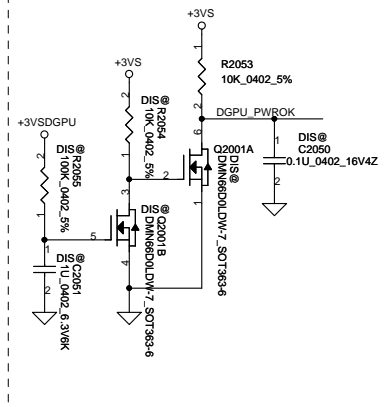 +3VS
1
R2053
10K_0402_5%
2
DGPU_PWROK
+3VS
2
DIS@
R2054
10K_0402_5%
1
+3VSDGPU
2
DIS@
R2055
100K_0402_5%
1
6
2
1
Q2001A
DIS@
DMN66D0LDW-7_SOT363-6
1
DIS@
C2050
0.1U_0402_16V4Z
2
3
5
4
DIS@
Q2001B
DMN66D0LDW-7_SOT363-6
1
DIS@
C2051
1U_0402_6.3V6K
2